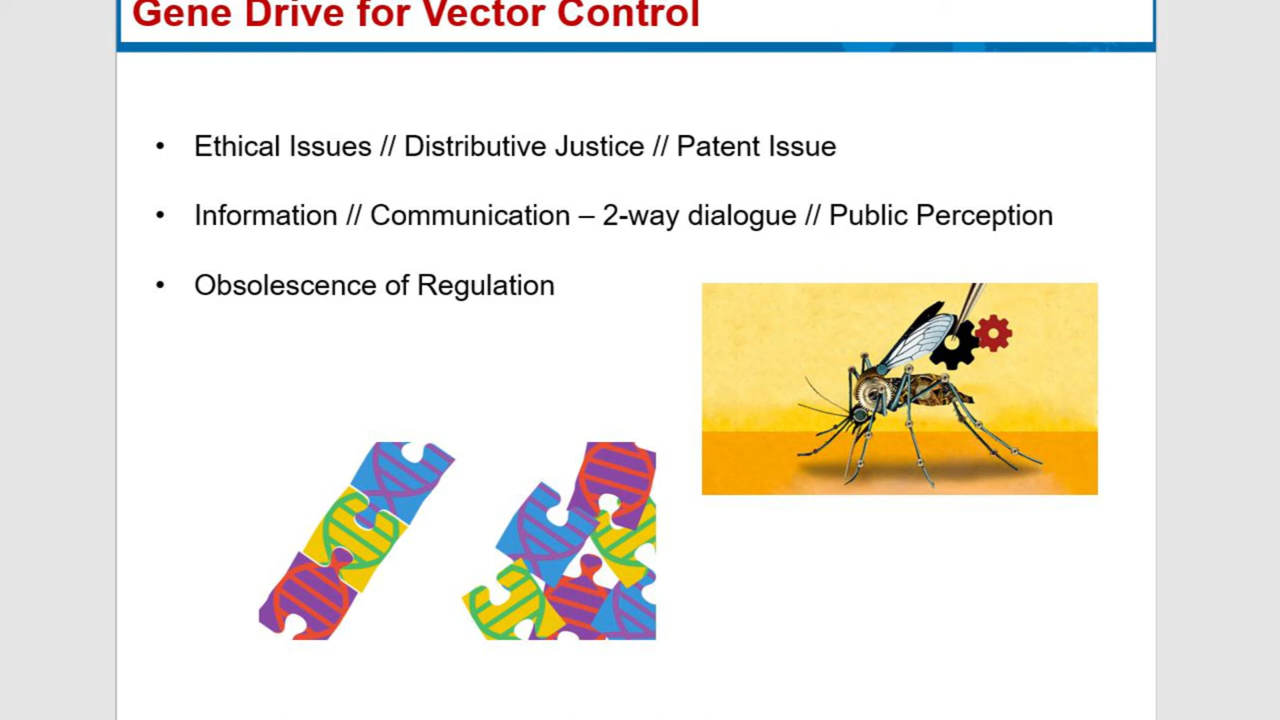 Gene Drive for Vector Control
• Ethical Issues // Distributive Justice // Patent Issue
• Information // Communication – 2-way dialogue // Public Perception
• Obsolescence of Regulation